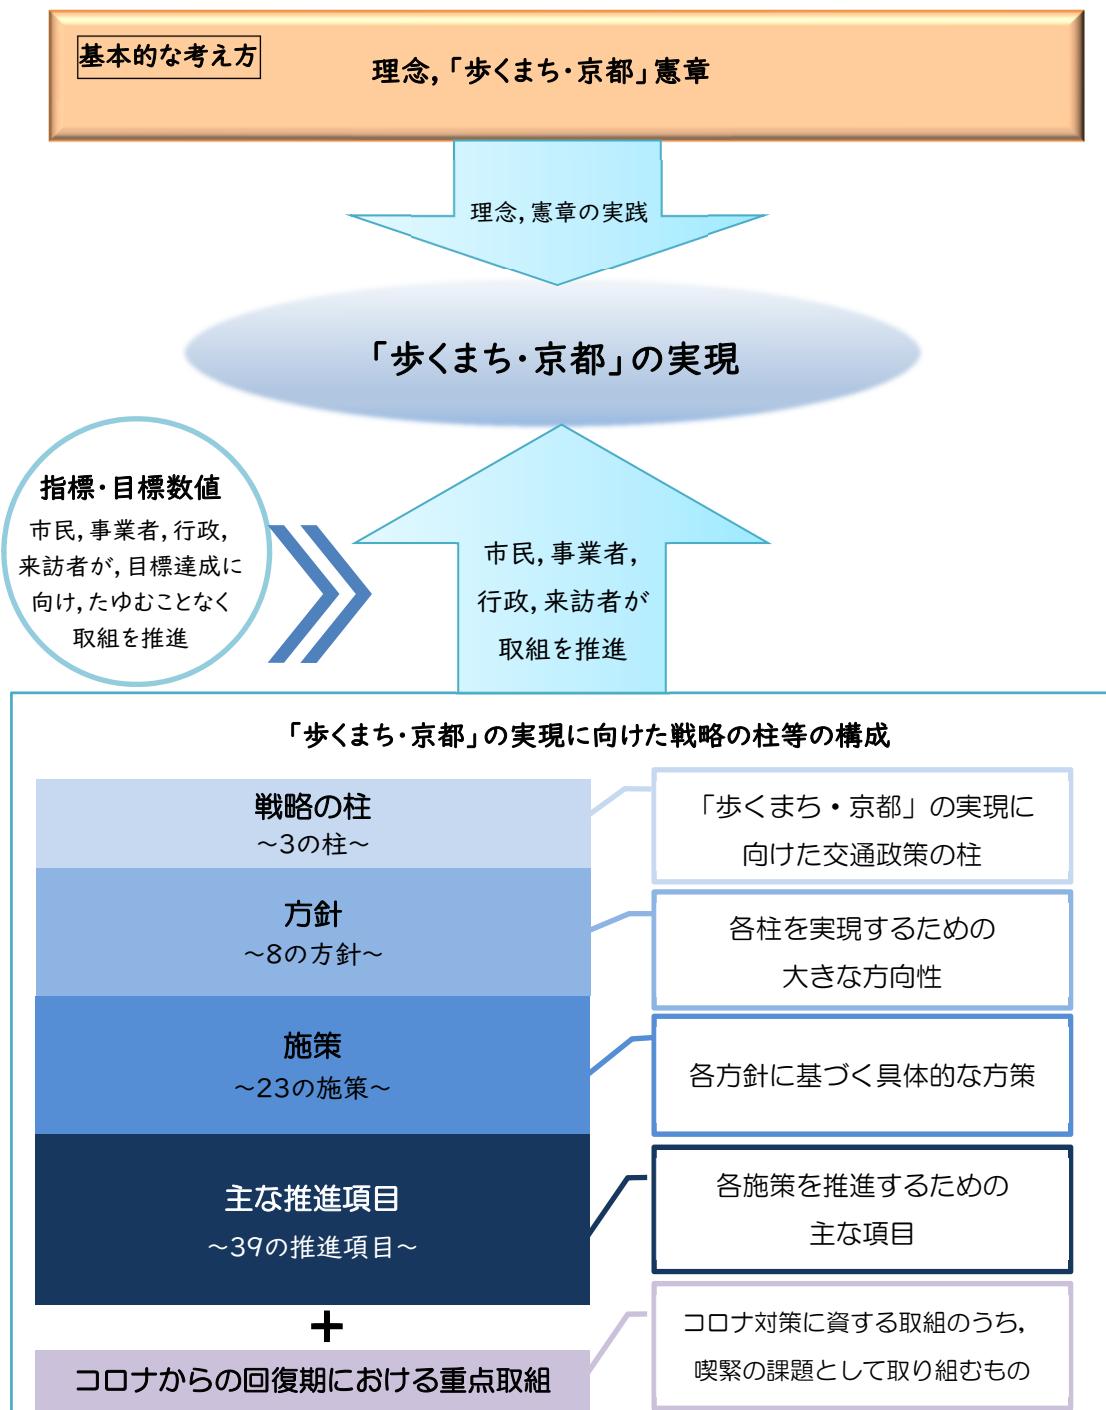 基本的な考え方
理念,「歩くまち・京都」憲章
理念,憲章の実践
「歩くまち・京都」の実現
指標・目標数値
市民,事業者,行政,
来訪者が,目標達成に
向け,たゆむことなく
取組を推進
市民,事業者,
行政,来訪者が
取組を推進
「歩くまち・京都」の実現に向けた戦略の柱等の構成
戦略の柱
～3の柱～
「歩くまち・京都」の実現に
向けた交通政策の柱
方針
～8の方針～
各柱を実現するための
大きな方向性
施策
～23の施策～
各方針に基づく具体的な方策
主な推進項目
～39の推進項目～
各施策を推進するための
主な項目
+
コロナからの回復期における重点取組
コロナ対策に資する取組のうち,
喫緊の課題として取り組むもの